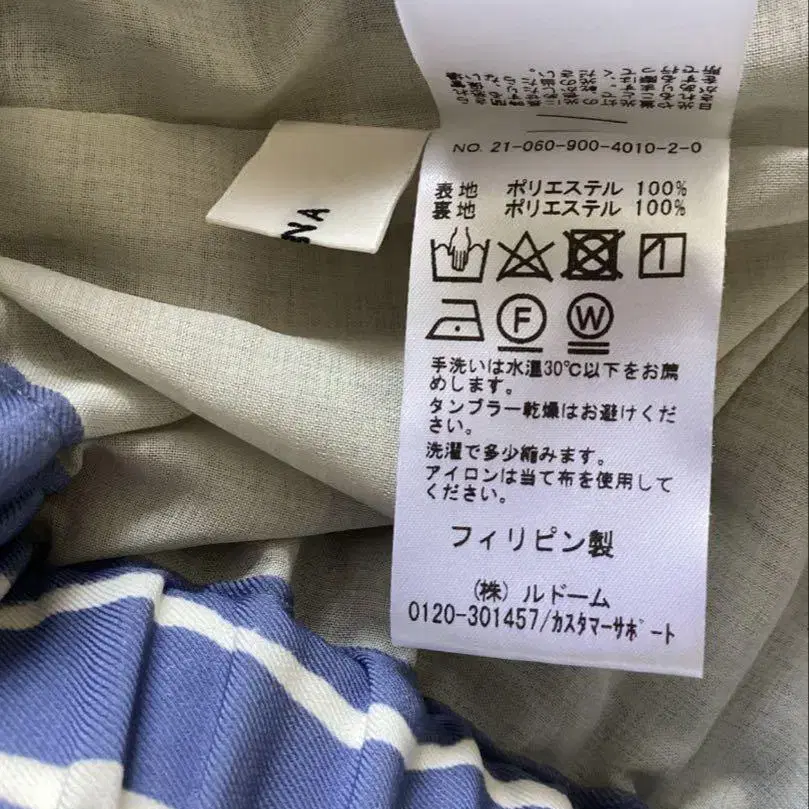 NO. 21-060-900-4010-2-0
表地 ポリエステル 100%
裏地 ポリエステル 100%
F W
手洗いは水温30℃以下をお薦
めします。
タンブラー乾燥はお避けくだ
さい。
洗濯で多少縮みます。
アイロンは当て布を使用して
ください。
フィリピン製
(株) ルドーム
0120-301457/カスタマーサポート